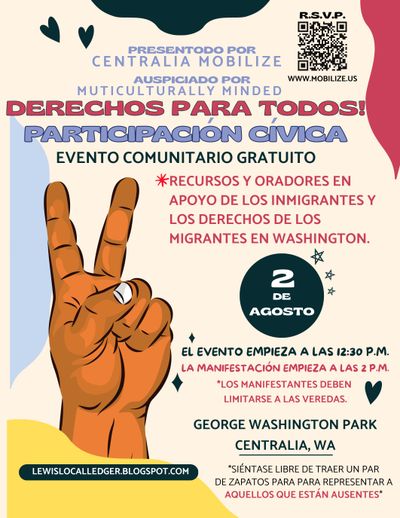 R.S.V.P.
WWW.MOBILIZE.US
PRESENTODO POR
CENTRALIA MOBILIZE
AUSPICIADO POR
MUTICULTURALLY MINDED
DERECHOS PARA TODOS!
PARTICIPACIÓN CÍVICA
EVENTO COMUNITARIO GRATUITO
*RECURSOS Y ORADORES EN
APOYO DE LOS INMIGRANTES Y
LOS DERECHOS DE LOS
MIGRANTES EN WASHINGTON.
2
DE
AGOSTO
EL EVENTO EMPIEZA A LAS 12:30 P.M.
LA MANIFESTACIÓN EMPIEZA A LAS 2 P.M.
*LOS MANIFESTANTES DEBEN
LIMITARSE A LAS VEREDAS.
GEORGE WASHINGTON PARK
CENTRALIA, WA
LEWISLOCALLEDGER.BLOGSPOT.COM
"SIÉNTASE LIBRE DE TRAER UN PAR
DE ZAPATOS PARA PARA REPRESENTAR A
AQUELLOS QUE ESTÁN AUSENTES"